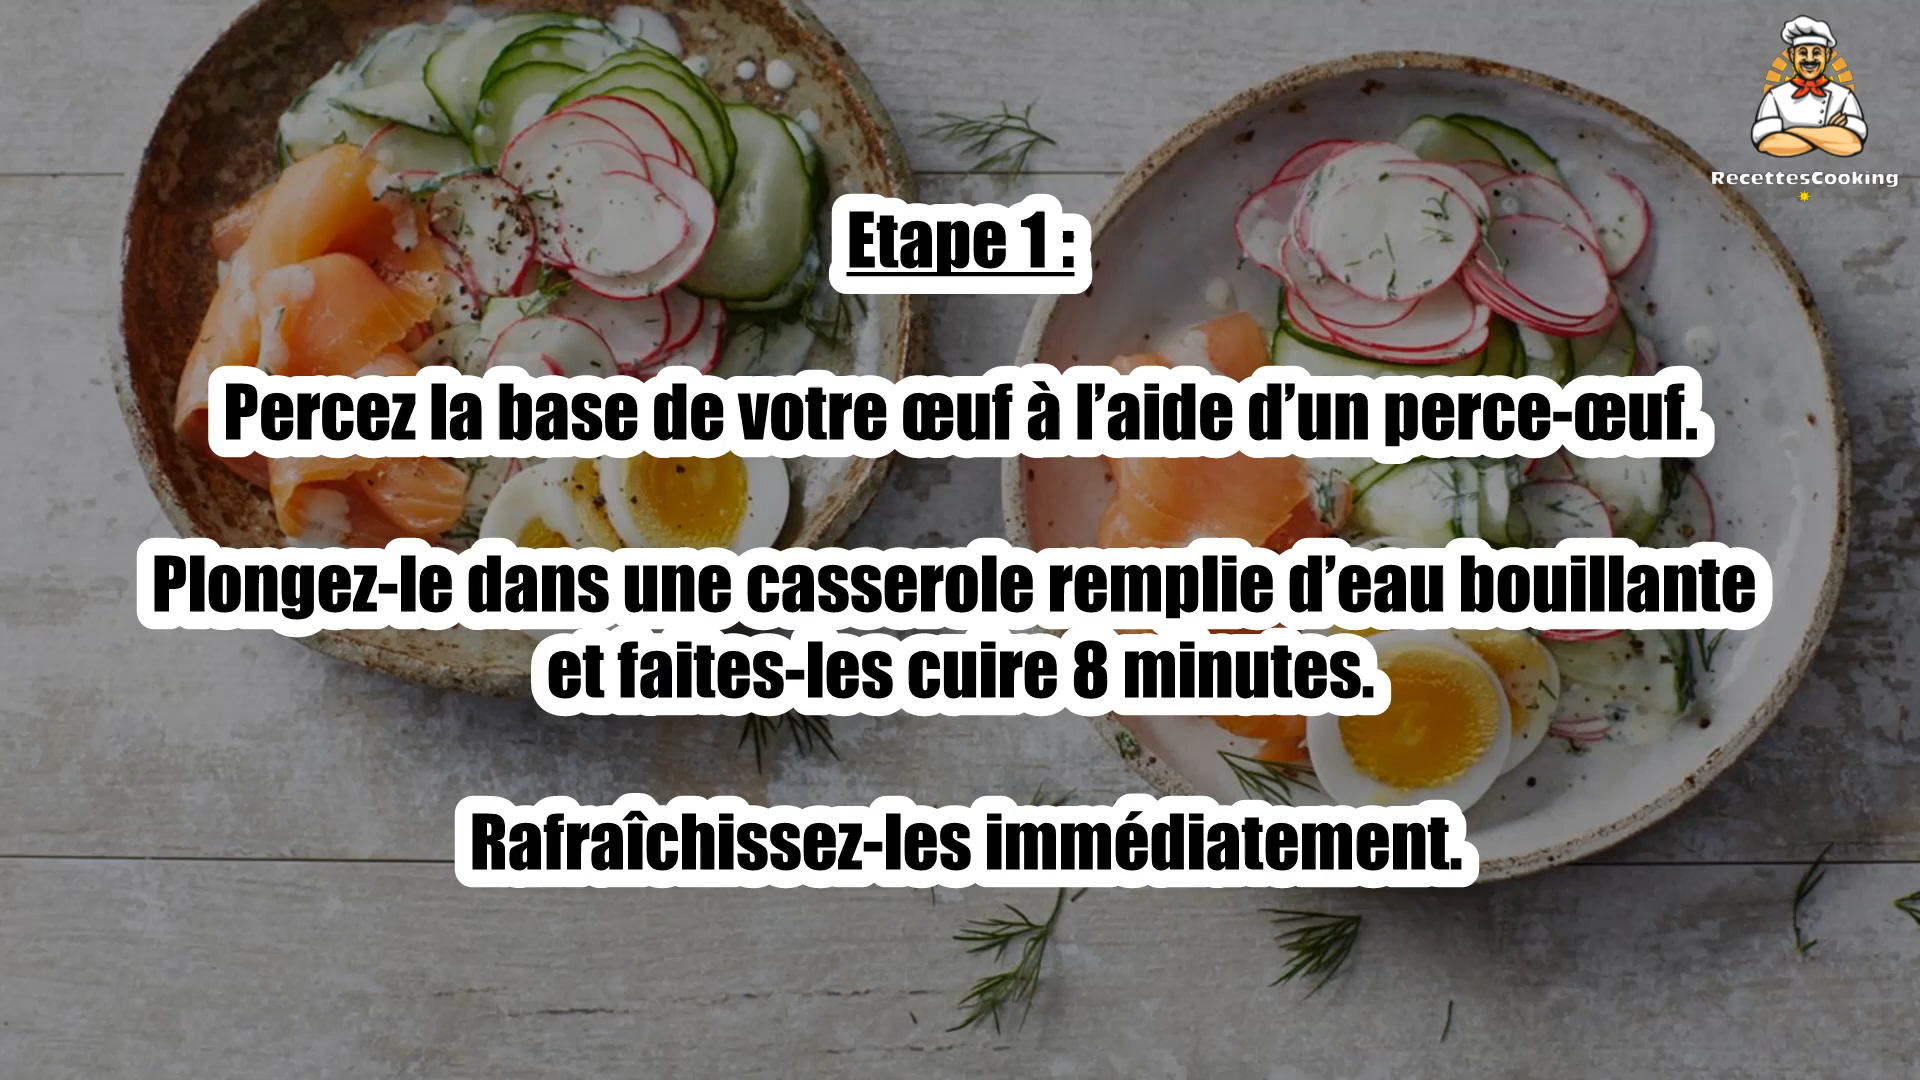 RecettesCooking
Etape 1 :
Percez la base de votre œuf à l’aide d’un perce-œuf.
Plongez-le dans une casserole remplie d’eau bouillante
et faites-les cuire 8 minutes.
Rafraîchissez-les immédiatement.